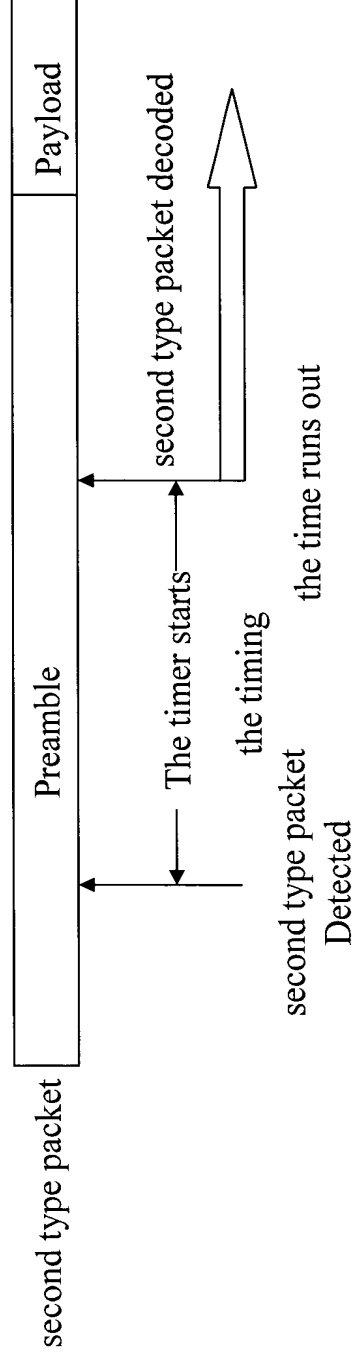 second type packet
Preamble
Payload
The timer starts
the timing
second type packet decoded
second type packet
Detected
the time runs out